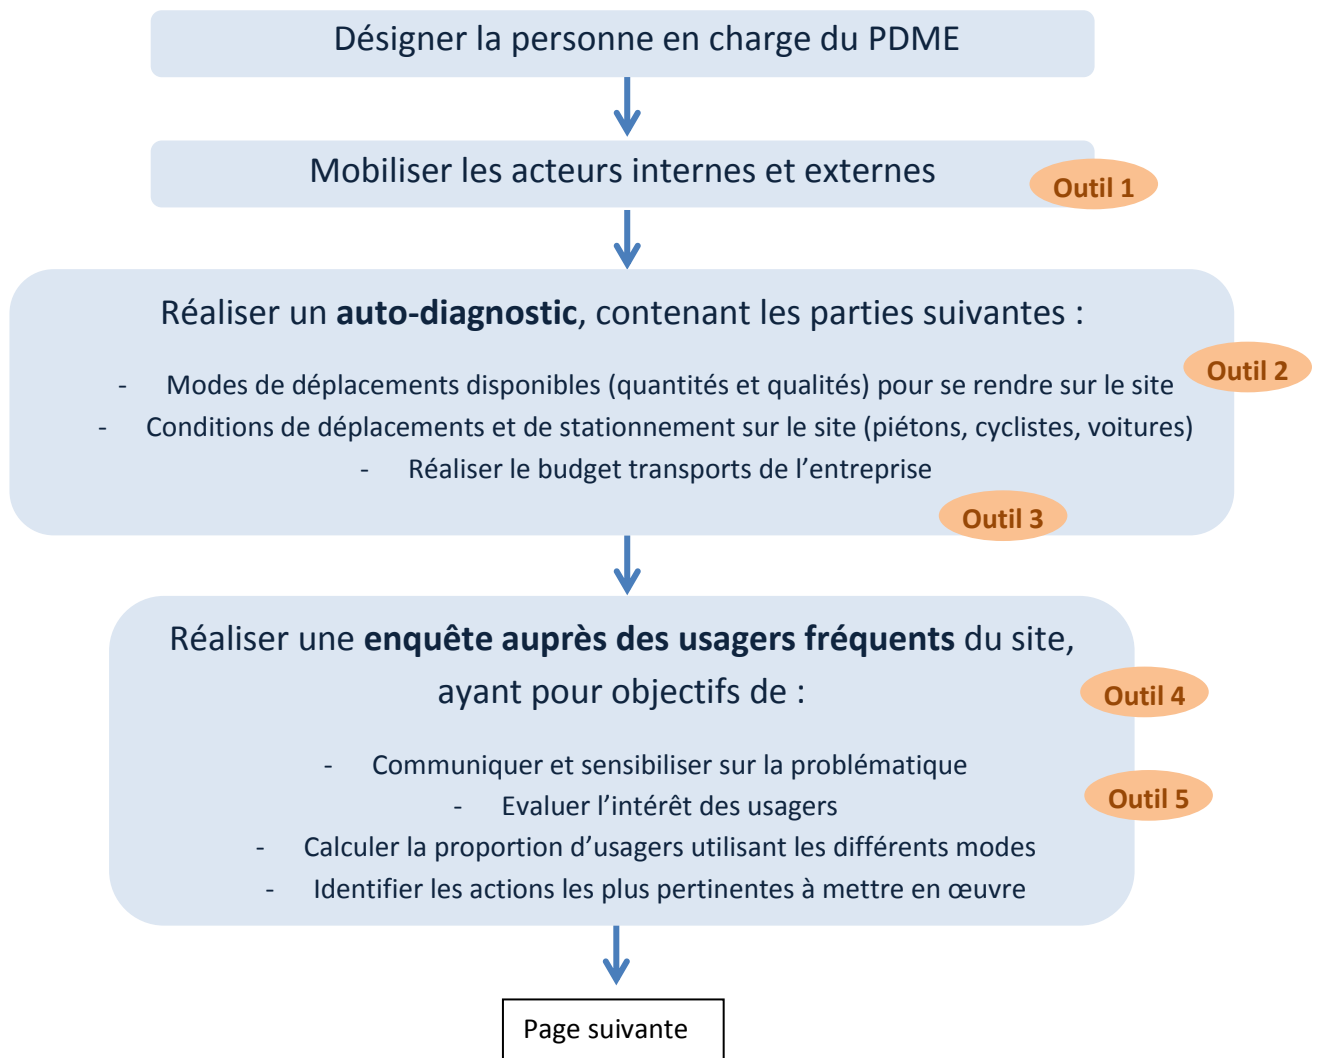 Désigner la personne en charge du PDME
Mobiliser les acteurs internes et externes
Outil 1
Réaliser un auto-diagnostic, contenant les parties suivantes :
Outil 2
- Modes de déplacements disponibles (quantités et qualités) pour se rendre sur le site
- Conditions de déplacements et de stationnement sur le site (piétons, cyclistes, voitures)
- Réaliser le budget transports de l’entreprise
Outil 3
Réaliser une enquête auprès des usagers fréquents du site,
ayant pour objectifs de :
Outil 4
- Communiquer et sensibiliser sur la problématique
- Evaluer l’intérêt des usagers
Outil 5
- Calculer la proportion d’usagers utilisant les différents modes
- Identifier les actions les plus pertinentes à mettre en œuvre
Page suivante